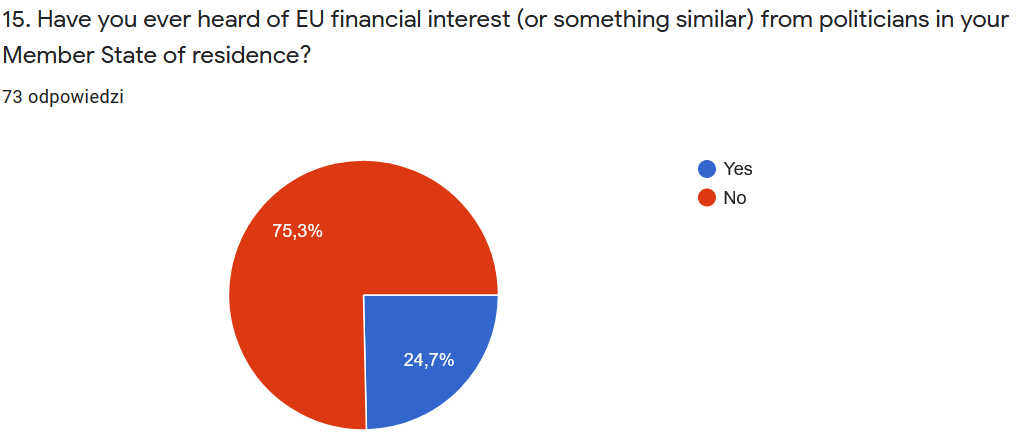 15. Have you ever heard of EU financial interest (or something similar) from politicians in your
Member State of residence?
73 odpowiedzi
Yes
No
75,3%
24,7%